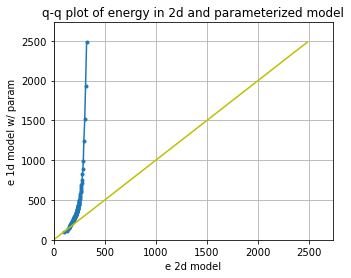 q-q plot of energy in 2d and parameterized model
2500
2000
1500
1000
500
0
e 1d model w/ param
0 500 1000 1500 2000 2500
e 2d model